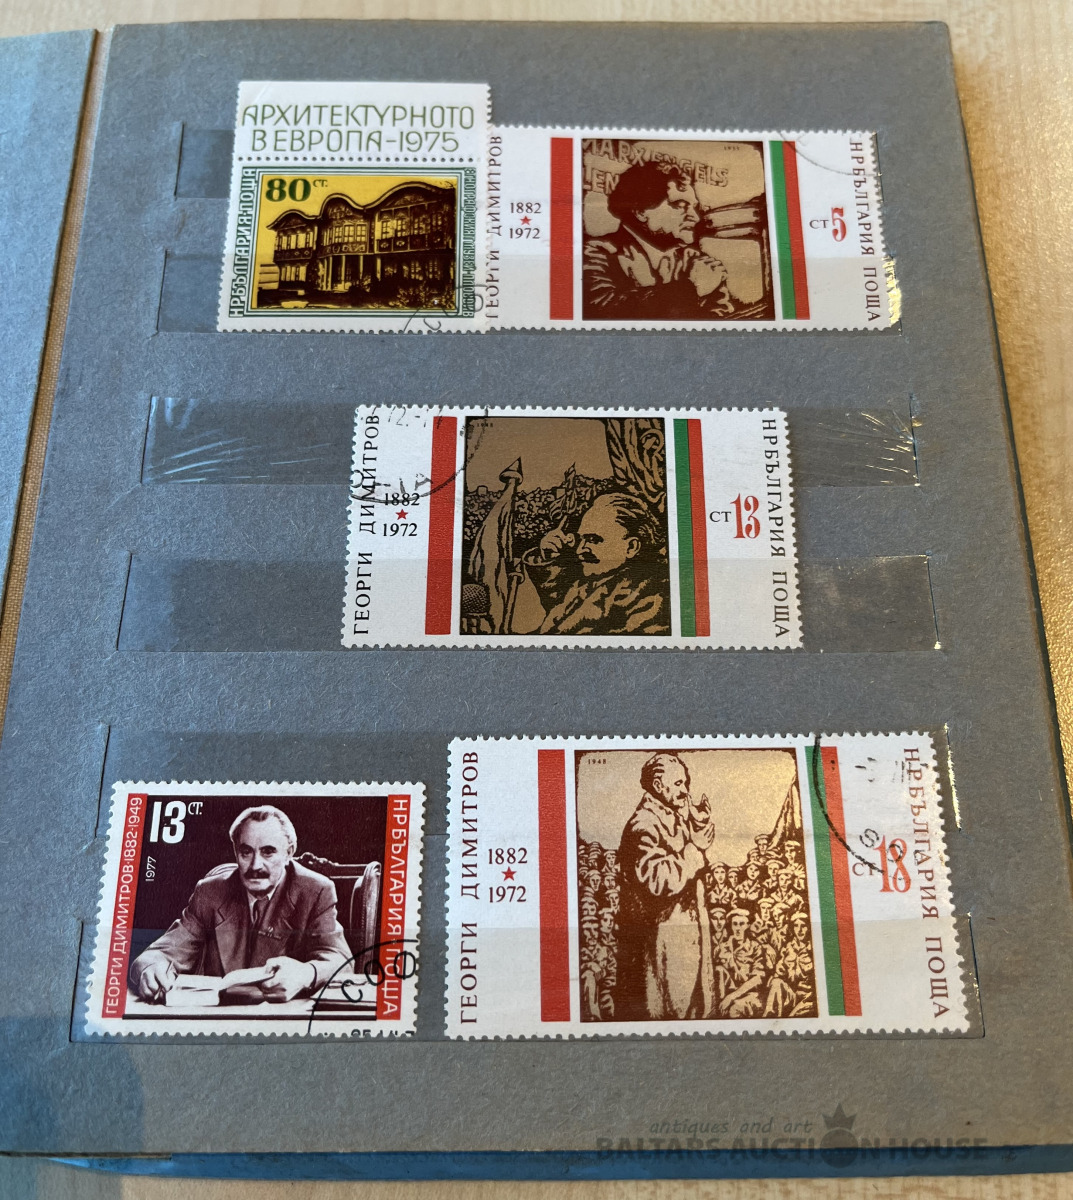 АРХИТЕКТУРНОТО
В ЕВРОПА-1975
80 СТ.
НРБЪЛГАРИЯ·ПОЩА
ГЕОРГИ ДИМИТРОВ
1882
1972
MARX ENGELS
LEN
СТ 5
НРБЪЛГАРИЯ ПОЩА
ГЕОРГИ ДИМИТРОВ
1882
1972
СТ 13
НРБЪЛГАРИЯ ПОЩА
13 СТ.
1977
ГЕОРГИ ДИМИТРОВ·1882-1949
НРБЪЛГАРИЯ·ПОЩА
ГЕОРГИ ДИМИТРОВ
1882
1972
1948
СТ 18
НРБЪЛГАРИЯ ПОЩА
antiques and art
BALTARS AUCTION HOUSE